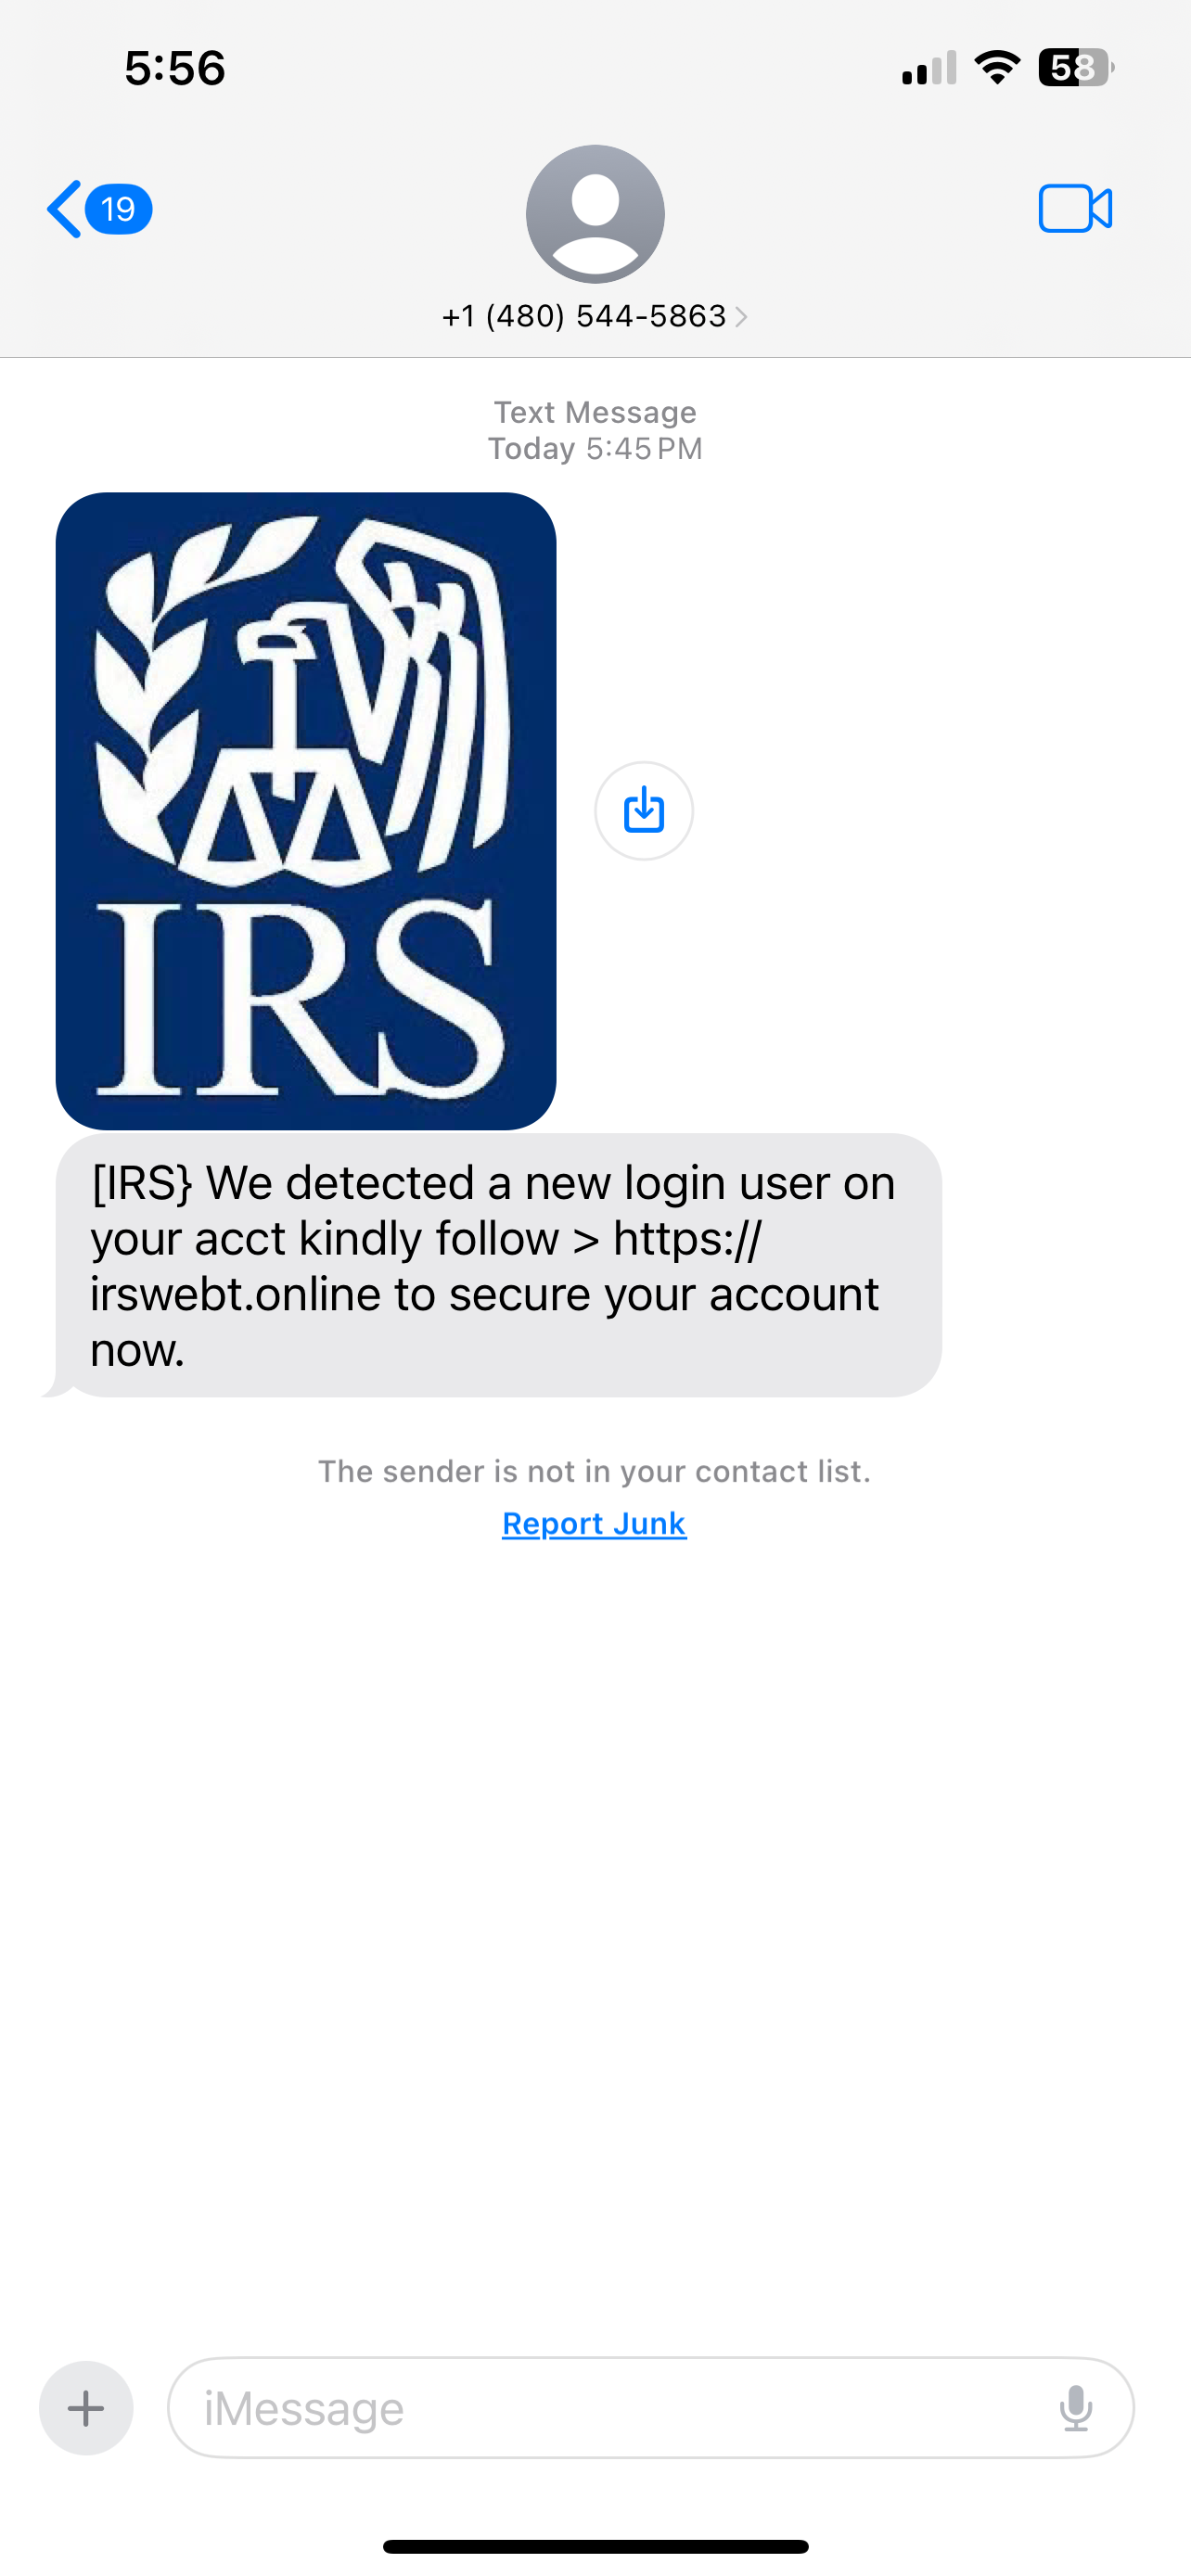 5:56
58
19
+1 (480) 544-5863
Text Message
Today 5:45 PM
IRS
[IRS} We detected a new login user on
your acct kindly follow > https://
irswebt.online to secure your account
now.
The sender is not in your contact list.
Report Junk
iMessage